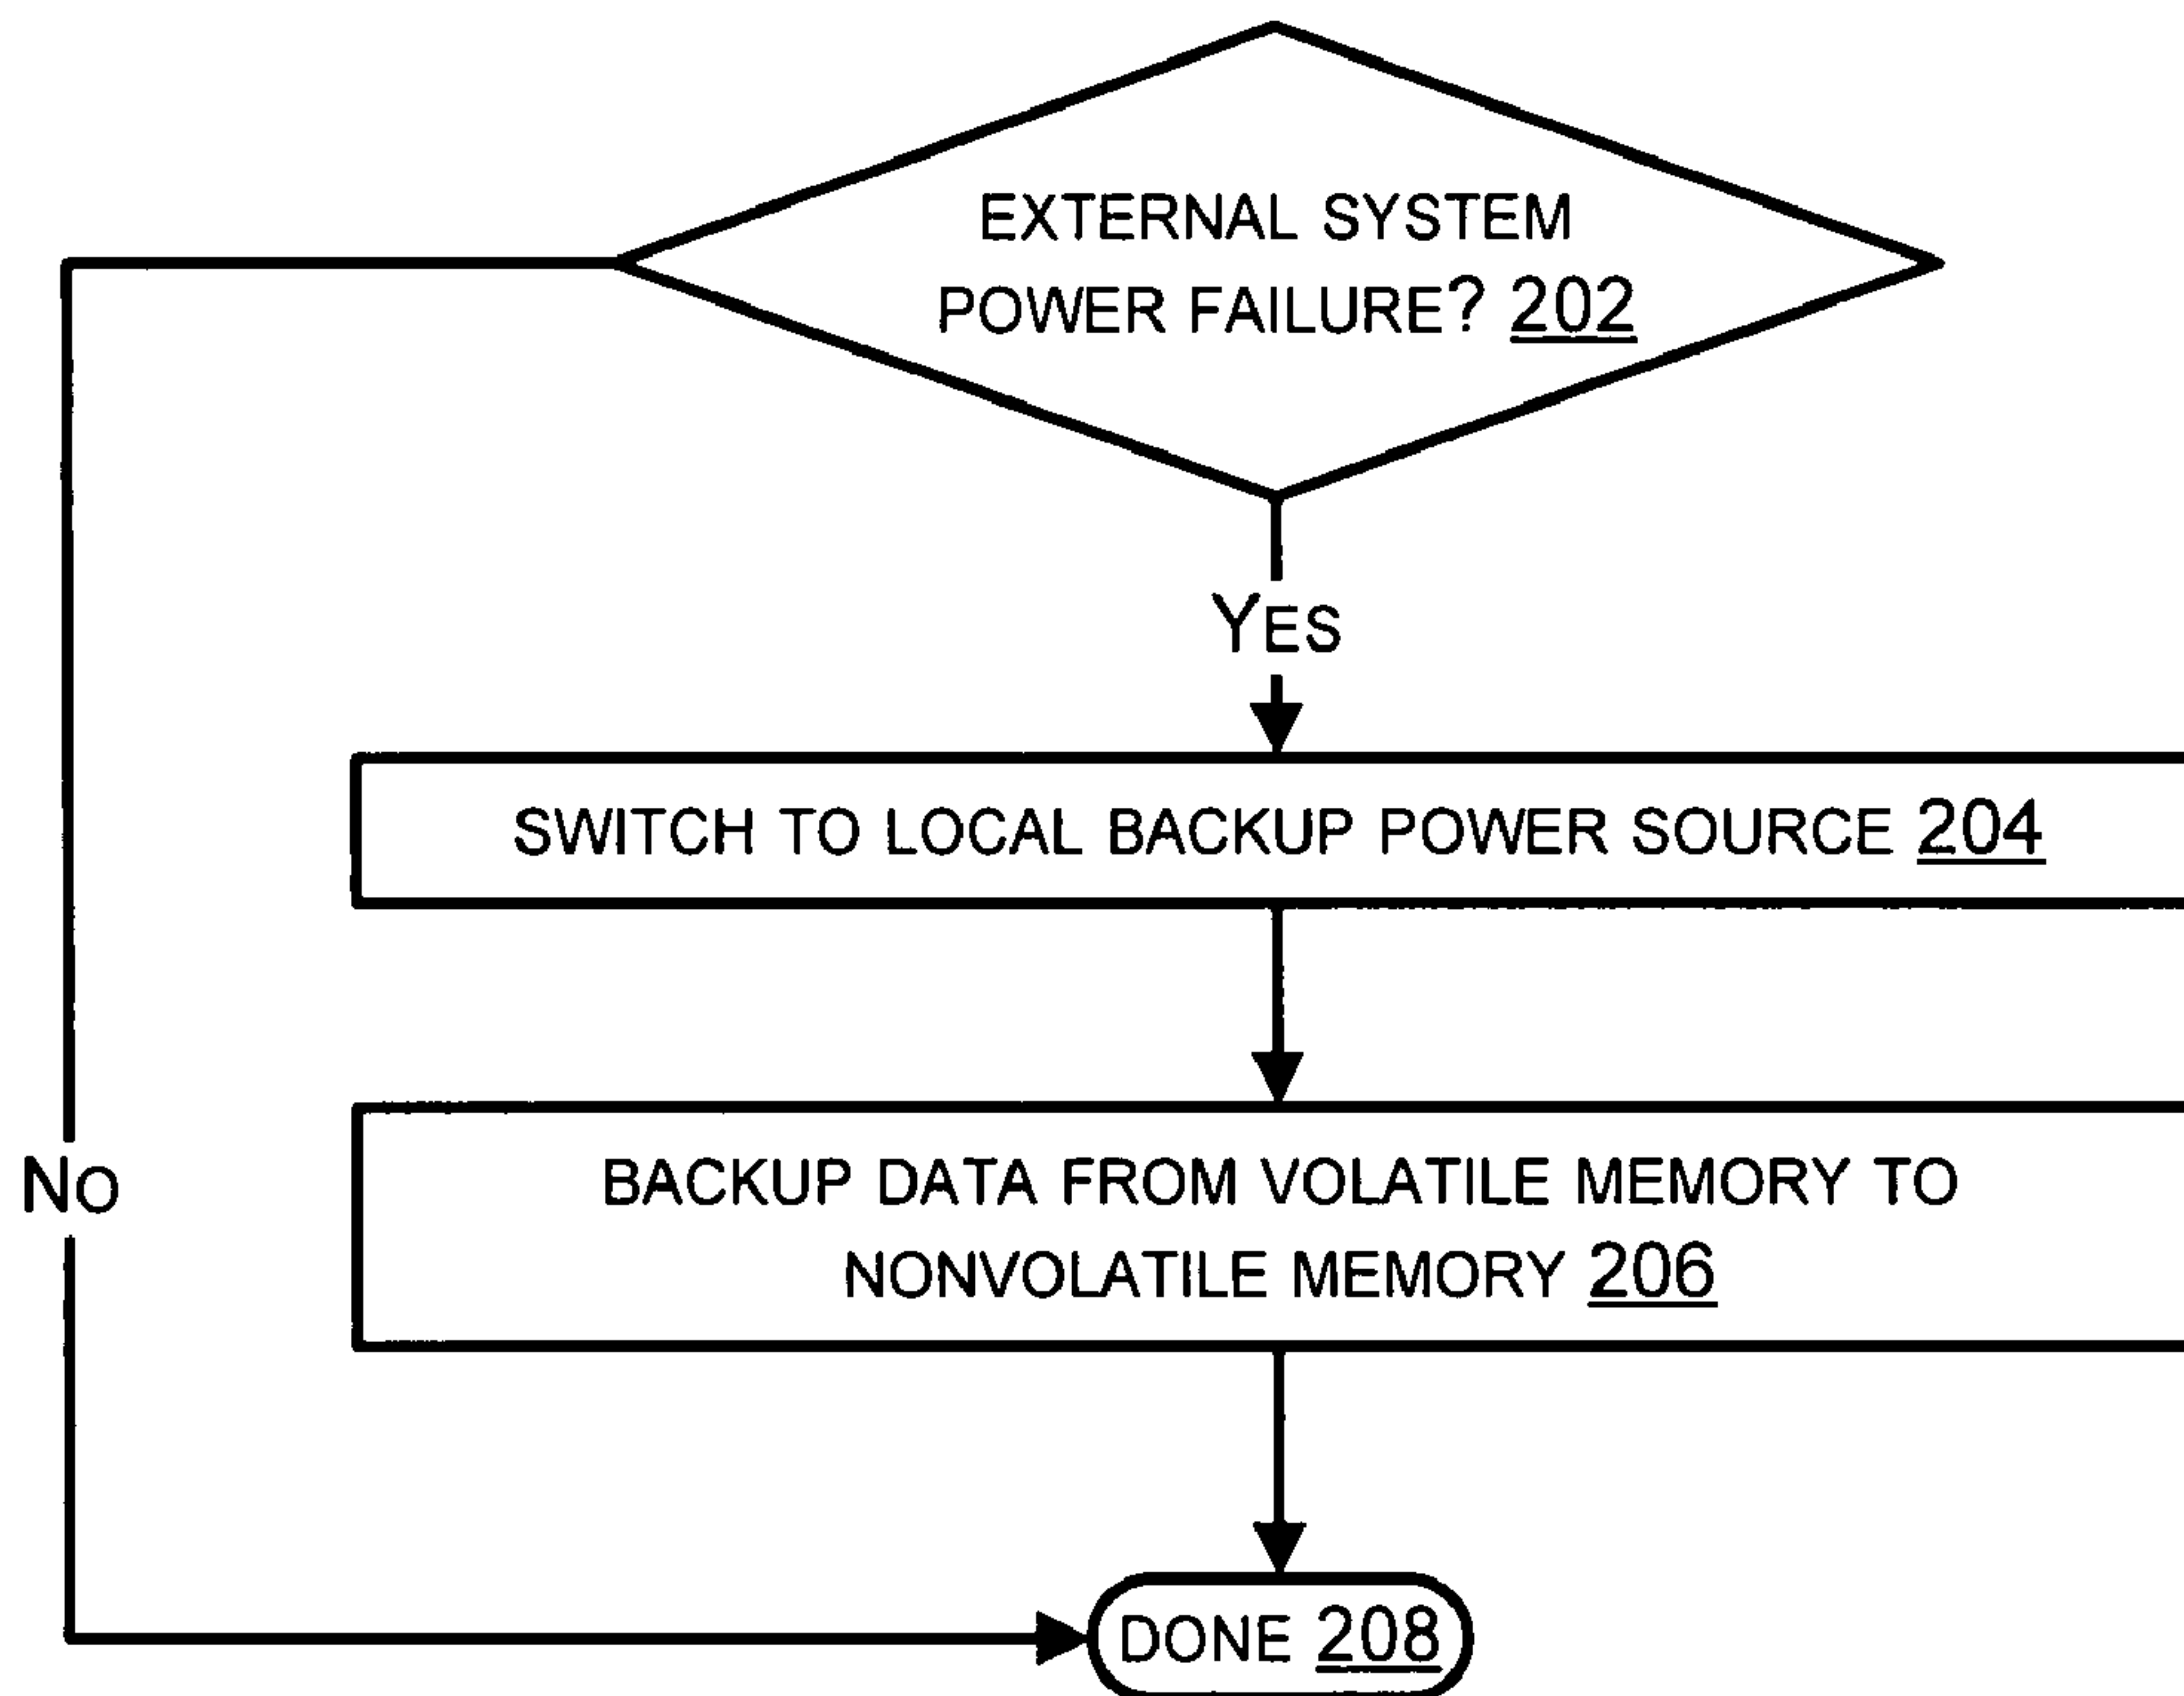 EXTERNAL SYSTEM
POWER FAILURE? 202
YES
SWITCH TO LOCAL BACKUP POWER SOURCE 204
BACKUP DATA FROM VOLATILE MEMORY TO
NONVOLATILE MEMORY 206
NO
DONE 208